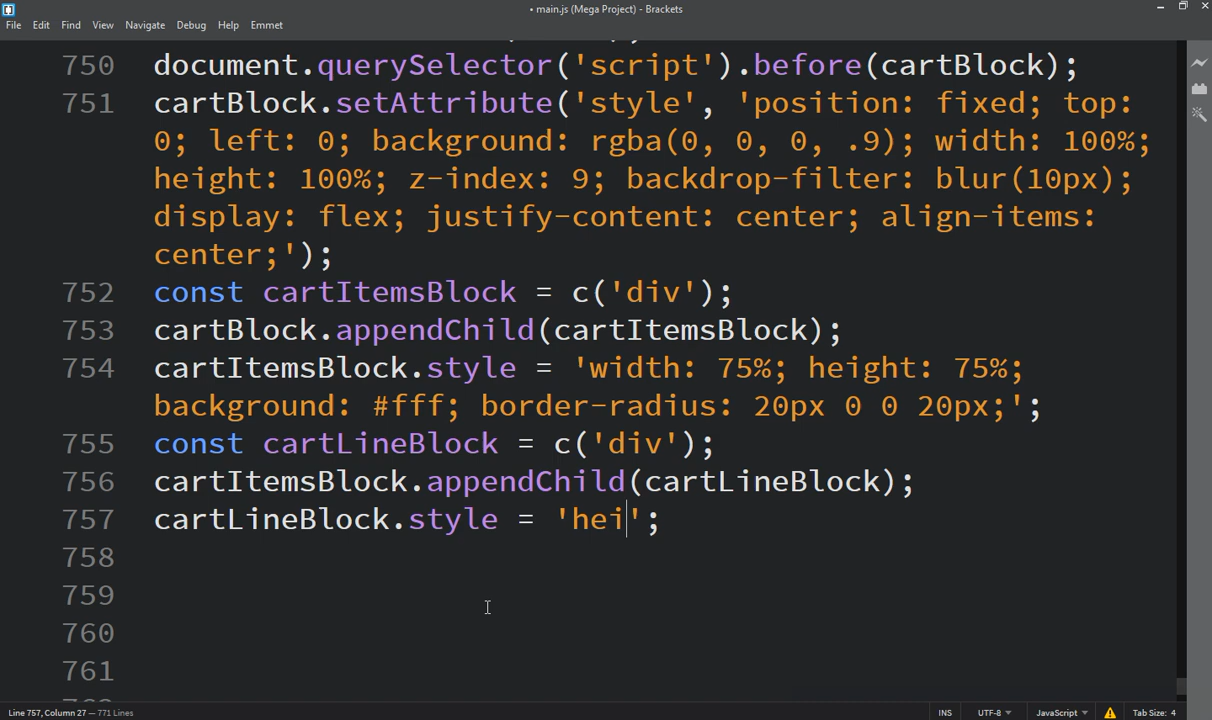 • main.js (Mega Project) - Brackets
File Edit Find View Navigate Debug Help Emmet
750 document.querySelector('script').before(cartBlock);
751 cartBlock.setAttribute('style', 'position: fixed; top:
0; left: 0; background: rgba(0, 0, 0, .9); width: 100%;
height: 100%; z-index: 9; backdrop-filter: blur(10px);
display: flex; justify-content: center; align-items:
center;');
752 const cartItemsBlock = c('div');
753 cartBlock.appendChild(cartItemsBlock);
754 cartItemsBlock.style = 'width: 75%; height: 75%;
background: #fff; border-radius: 20px 0 0 20px;';
755 const cartLineBlock = c('div');
756 cartItemsBlock.appendChild(cartLineBlock);
757 cartLineBlock.style = 'hei';
758
759
760
761
Line 757, Column 27 — 771 Lines INS UTF-8 JavaScript Tab Size: 4